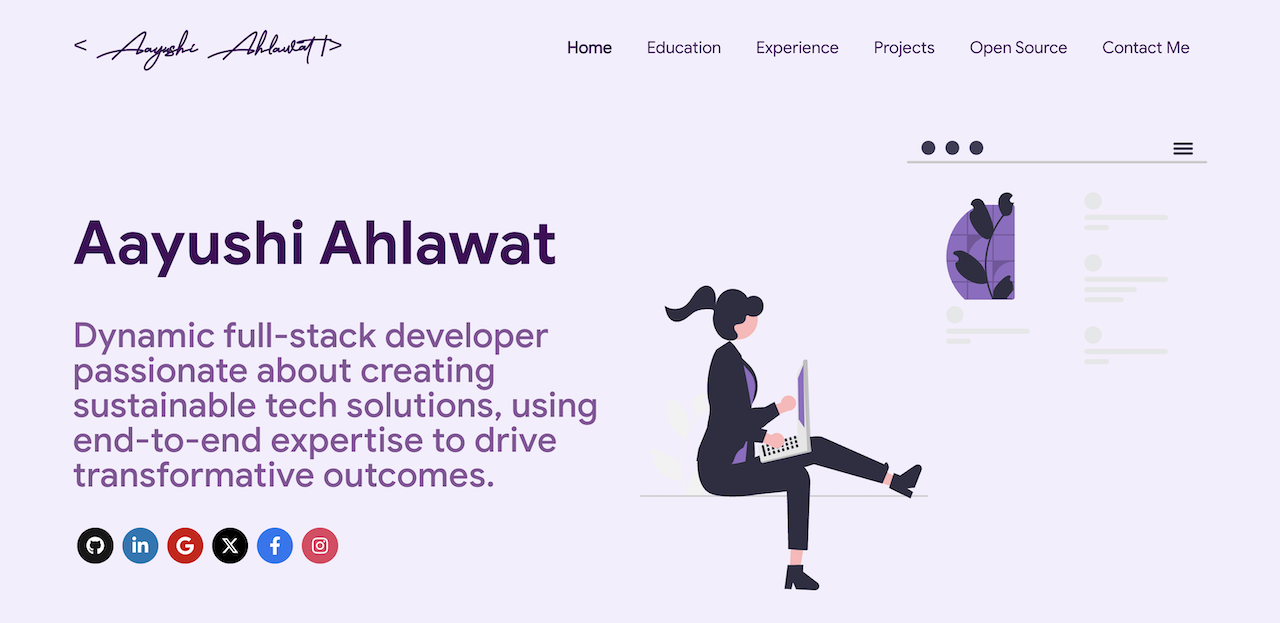 < Aayushi Ahlawat />
Home Education Experience Projects Open Source Contact Me
Aayushi Ahlawat
Dynamic full-stack developer
passionate about creating
sustainable tech solutions, using
end-to-end expertise to drive
transformative outcomes.
in G X f